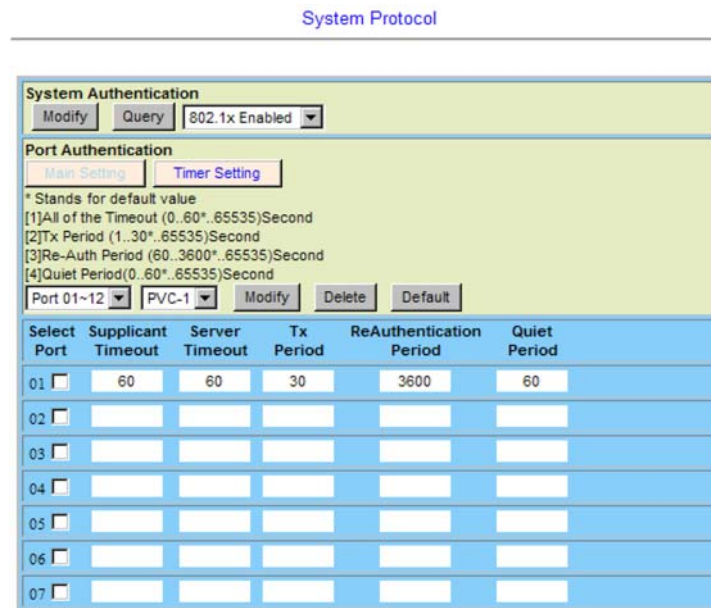 System Protocol
System Authentication
Modify Query 802.1x Enabled
Port Authentication
Main Setting Timer Setting
* Stands for default value
[1]All of the Timeout (0..60*..65535)Second
[2]Tx Period (1..30*..65535)Second
[3]Re-Auth Period (60..3600*..65535)Second
[4]Quiet Period(0..60*..65535)Second
Port 01~12 PVC-1 Modify Delete Default
Select Supplicant Server Tx ReAuthentication Quiet
Port Timeout Timeout Period Period Period
01 60 60 30 3600 60
02
03
04
05
06
07